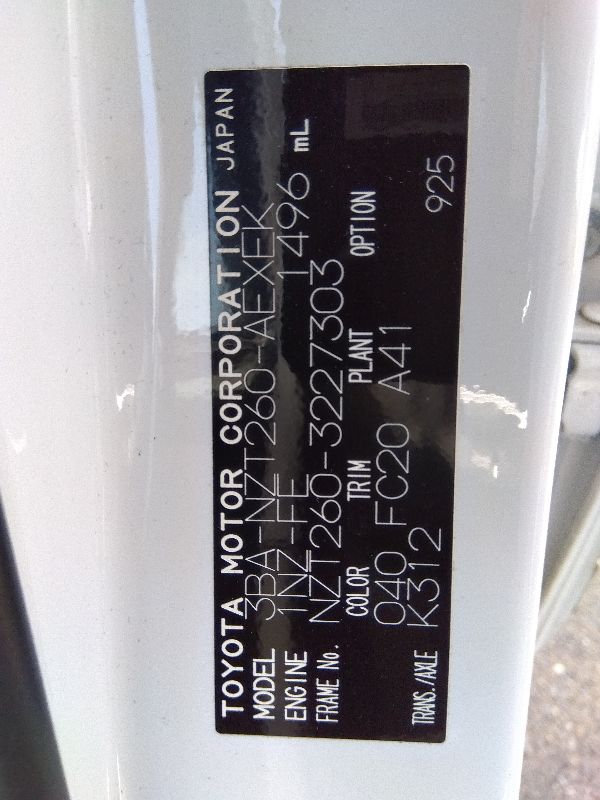 TOYOTA MOTOR CORPORATION JAPAN
MODEL 3BA-NZT260-AEXEK
ENGINE 1NZ-FE 1496 mL
FRAME No. NZT260-3227303
COLOR TRIM PLANT OPTION
040 FC20 A41
TRANS./AXLE K312 925